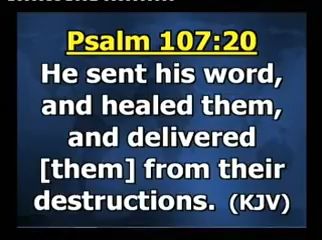 Psalm 107:20
He sent his word,
and healed them,
and delivered
[them] from their
destructions. (KJV)